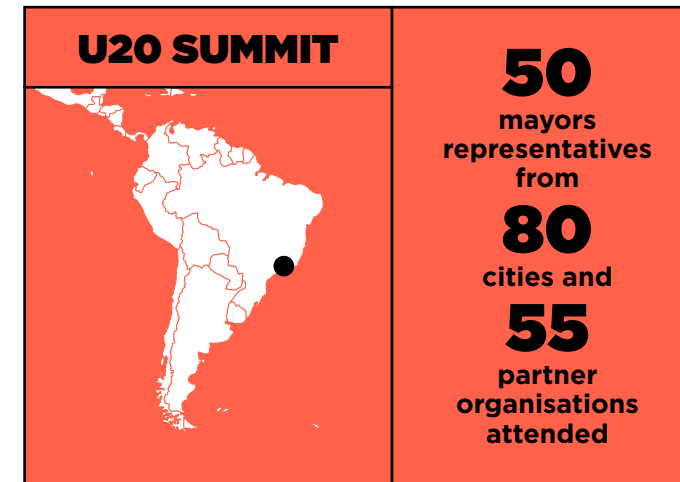 U20 SUMMIT
50
mayors
representatives
from
80
cities and
55
partner
organisations
attended